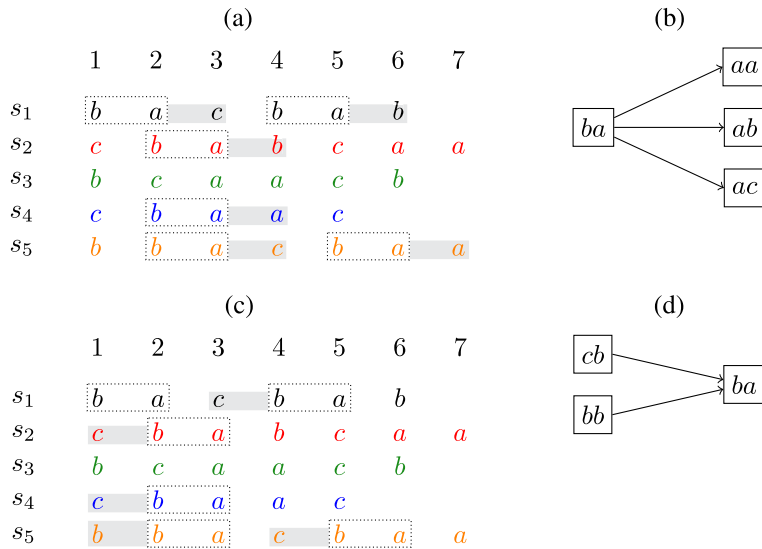 (a)
1 2 3 4 5 6 7
s₁ b a c b a b
s₂ c b a b c a a
s₃ b c a a c b
s₄ c b a a c
s₅ b b a c b a a
(b)
aa
ba ab
ac
(c)
1 2 3 4 5 6 7
s₁ b a c b a b
s₂ c b a b c a a
s₃ b c a a c b
s₄ c b a a c
s₅ b b a c b a a
(d)
cb
ba
bb